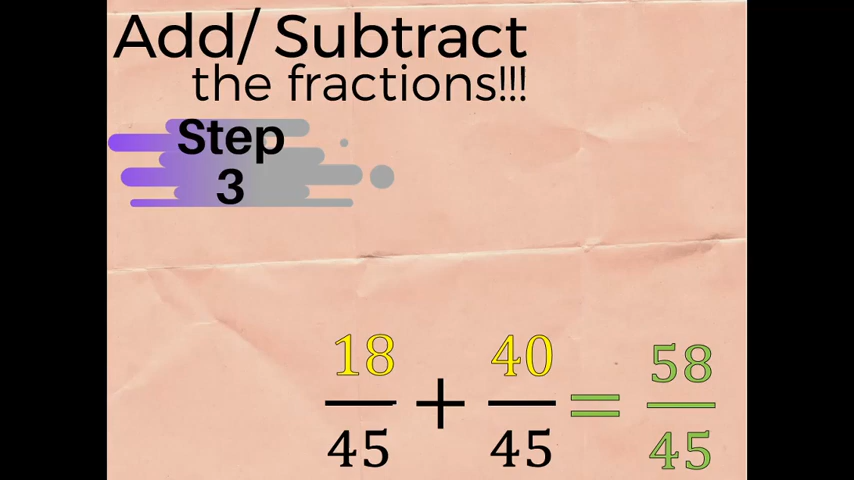 Add/ Subtract
the fractions!!!
Step
3
18/45 + 40/45 = 58/45